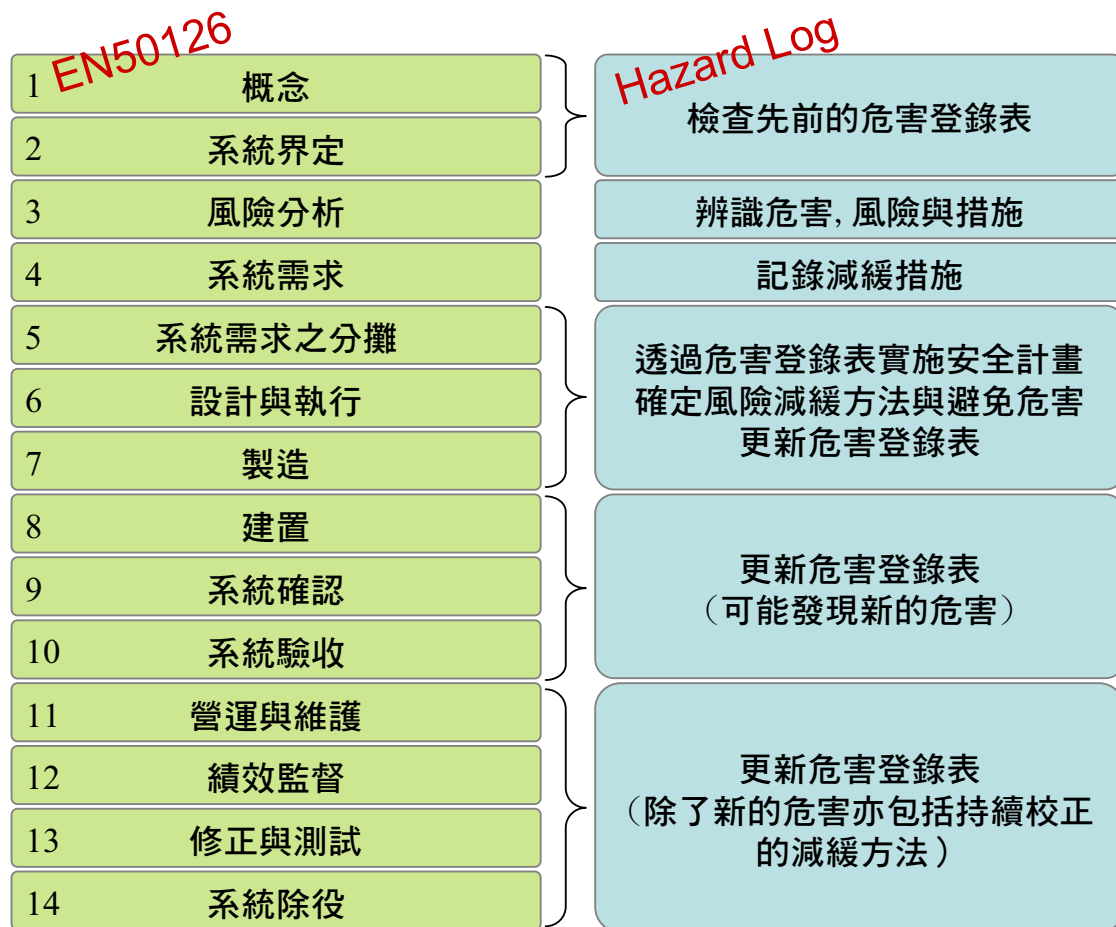 EN50126
Hazard Log
1 概念
2 系統界定
檢查先前的危害登錄表
3 風險分析
辨識危害, 風險與措施
4 系統需求
記錄減緩措施
5 系統需求之分攤
6 設計與執行
7 製造
透過危害登錄表實施安全計畫
確定風險減緩方法與避免危害
更新危害登錄表
8 建置
9 系統確認
10 系統驗收
更新危害登錄表
（可能發現新的危害）
11 營運與維護
12 績效監督
13 修正與測試
14 系統除役
更新危害登錄表
（除了新的危害亦包括持續校正
的減緩方法）